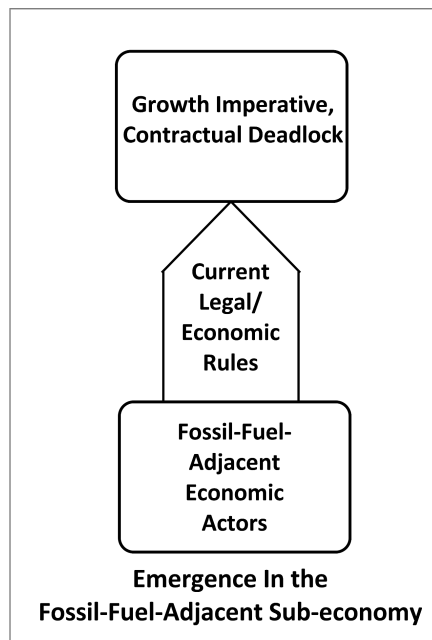 Growth Imperative,
Contractual Deadlock
Current
Legal/
Economic
Rules
Fossil-Fuel-
Adjacent
Economic
Actors
Emergence In the
Fossil-Fuel-Adjacent Sub-economy